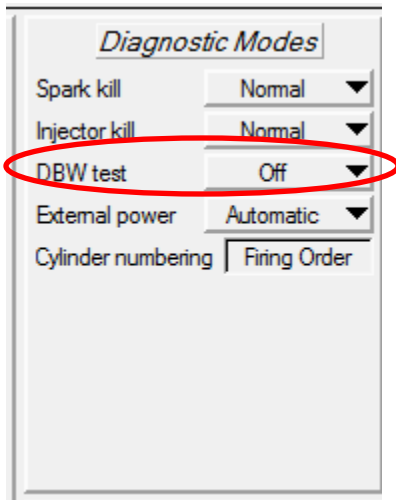 Diagnostic Modes
Spark kill Normal
Injector kill Normal
DBW test Off
External power Automatic
Cylinder numbering Firing Order